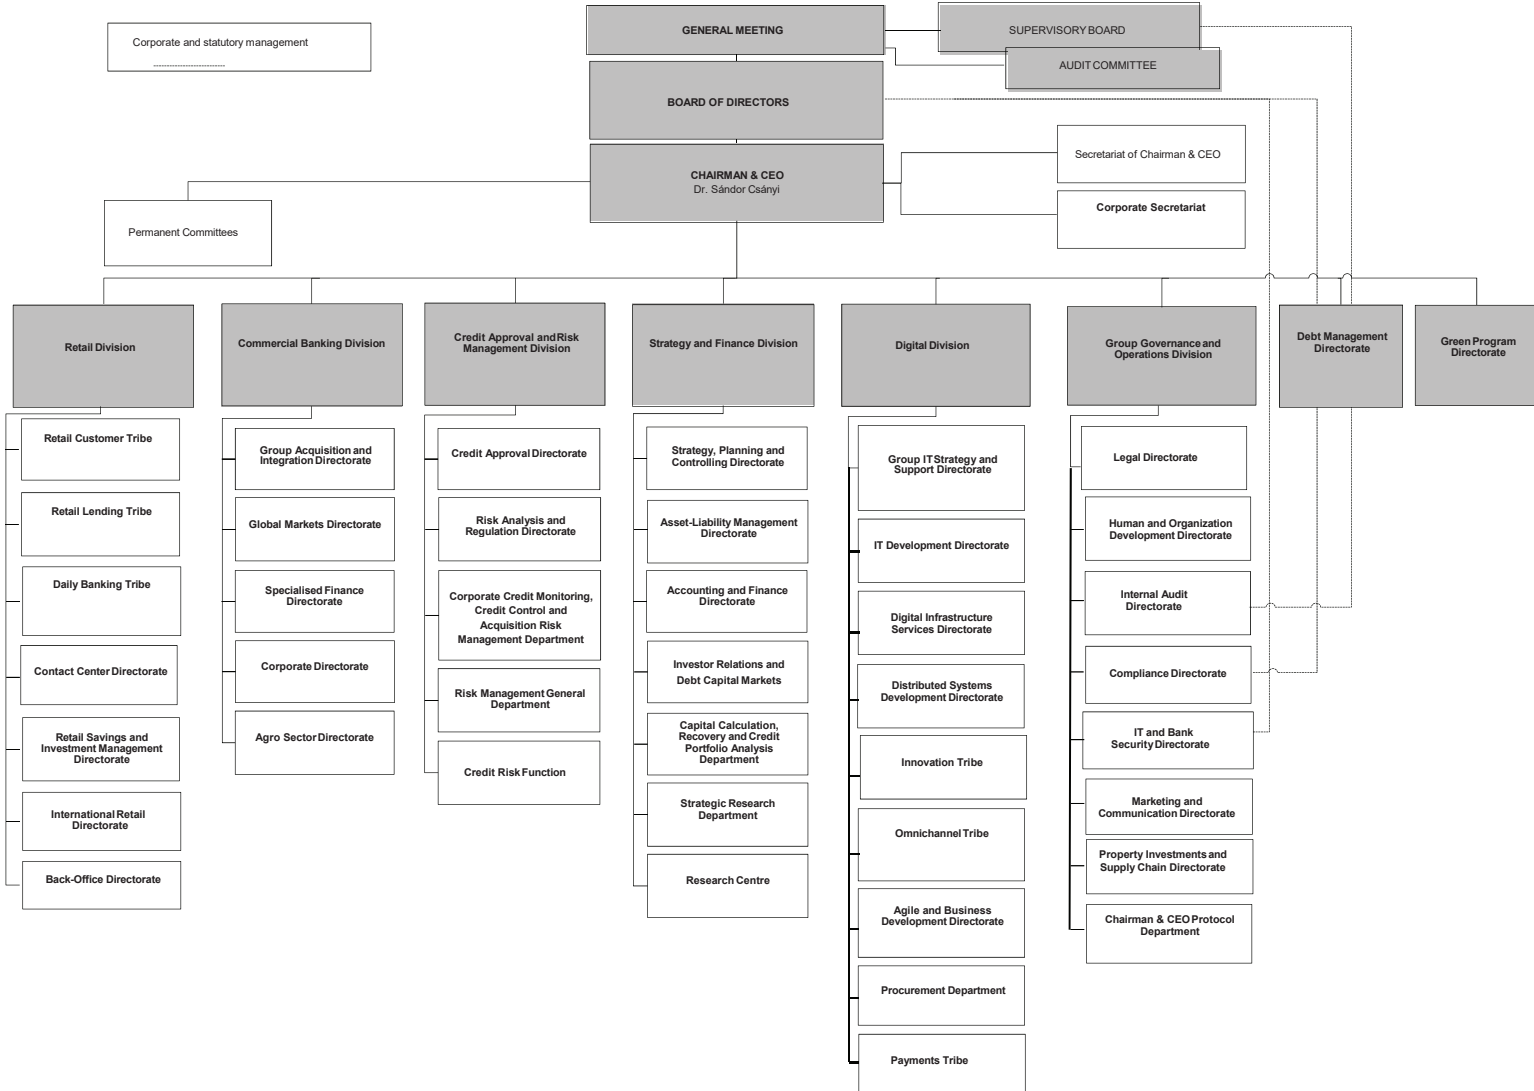 Corporate and statutory management
---------------------------
GENERAL MEETING
SUPERVISORY BOARD
AUDIT COMMITTEE
BOARD OF DIRECTORS
CHAIRMAN & CEO
Dr. Sándor Csányi
Secretariat of Chairman & CEO
Corporate Secretariat
Permanent Committees
Retail Division
Commercial Banking Division
Credit Approval and Risk
Management Division
Strategy and Finance Division
Digital Division
Group Governance and
Operations Division
Debt Management
Directorate
Green Program
Directorate
Retail Customer Tribe
Retail Lending Tribe
Daily Banking Tribe
Contact Center Directorate
Retail Savings and
Investment Management
Directorate
International Retail
Directorate
Back-Office Directorate
Group Acquisition and
Integration Directorate
Global Markets Directorate
Specialised Finance
Directorate
Corporate Directorate
Agro Sector Directorate
Credit Approval Directorate
Risk Analysis and
Regulation Directorate
Corporate Credit Monitoring,
Credit Control and
Acquisition Risk
Management Department
Risk Management General
Department
Credit Risk Function
Strategy, Planning and
Controlling Directorate
Asset-Liability Management
Directorate
Accounting and Finance
Directorate
Investor Relations and
Debt Capital Markets
Capital Calculation,
Recovery and Credit
Portfolio Analysis
Department
Strategic Research
Department
Research Centre
Group IT Strategy and
Support Directorate
IT Development Directorate
Digital Infrastructure
Services Directorate
Distributed Systems
Development Directorate
Innovation Tribe
Omnichannel Tribe
Agile and Business
Development Directorate
Procurement Department
Payments Tribe
Legal Directorate
Human and Organization
Development Directorate
Internal Audit
Directorate
Compliance Directorate
IT and Bank
Security Directorate
Marketing and
Communication Directorate
Property Investments and
Supply Chain Directorate
Chairman & CEO Protocol
Department